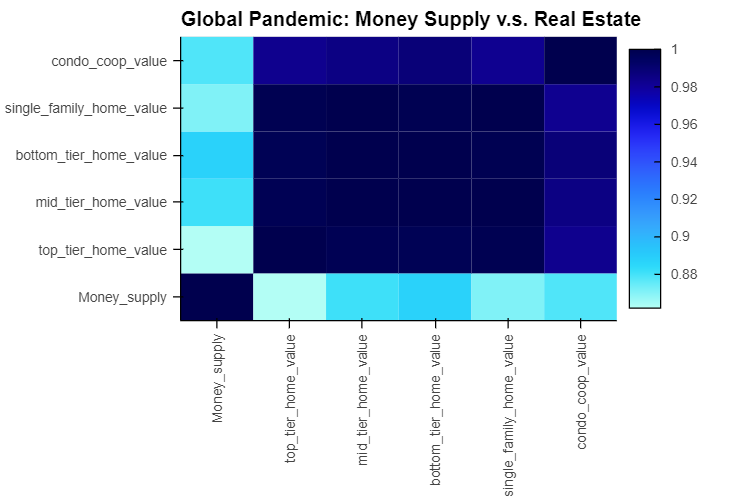 Global Pandemic: Money Supply v.s. Real Estate
condo_coop_value
single_family_home_value
bottom_tier_home_value
mid_tier_home_value
top_tier_home_value
Money_supply
1
0.98
0.96
0.94
0.92
0.9
0.88
Money_supply
top_tier_home_value
mid_tier_home_value
bottom_tier_home_value
single_family_home_value
condo_coop_value